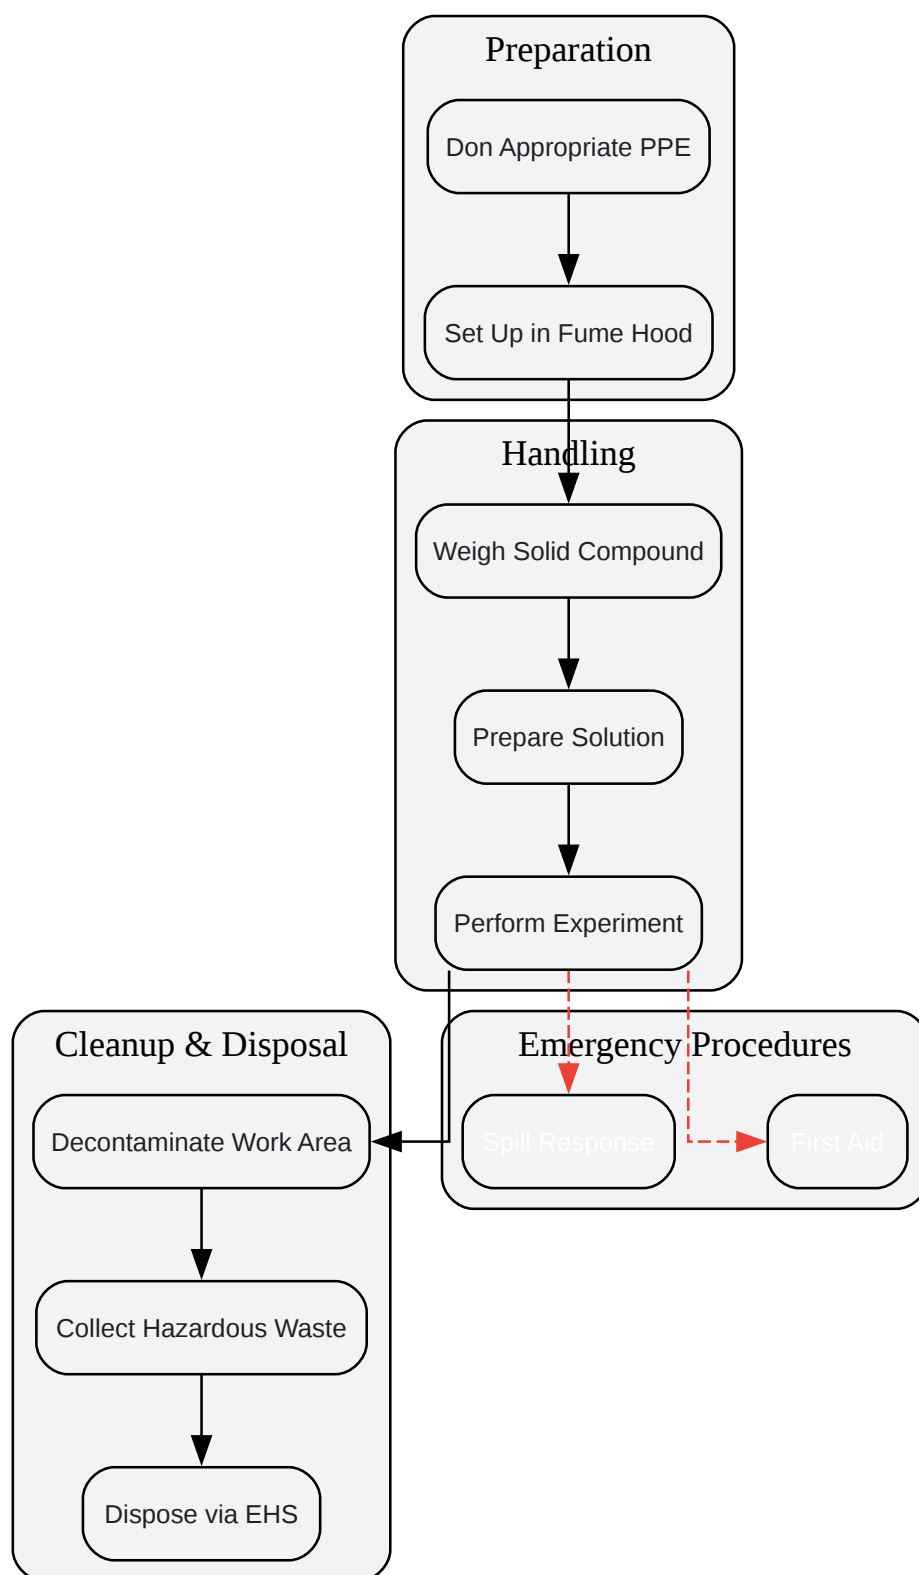 Preparation
Don Appropriate PPE
Set Up in Fume Hood
Handling
Weigh Solid Compound
Prepare Solution
Perform Experiment
Cleanup & Disposal
Decontaminate Work Area
Collect Hazardous Waste
Dispose via EHS
Emergency Procedures
Spill Response
First Aid